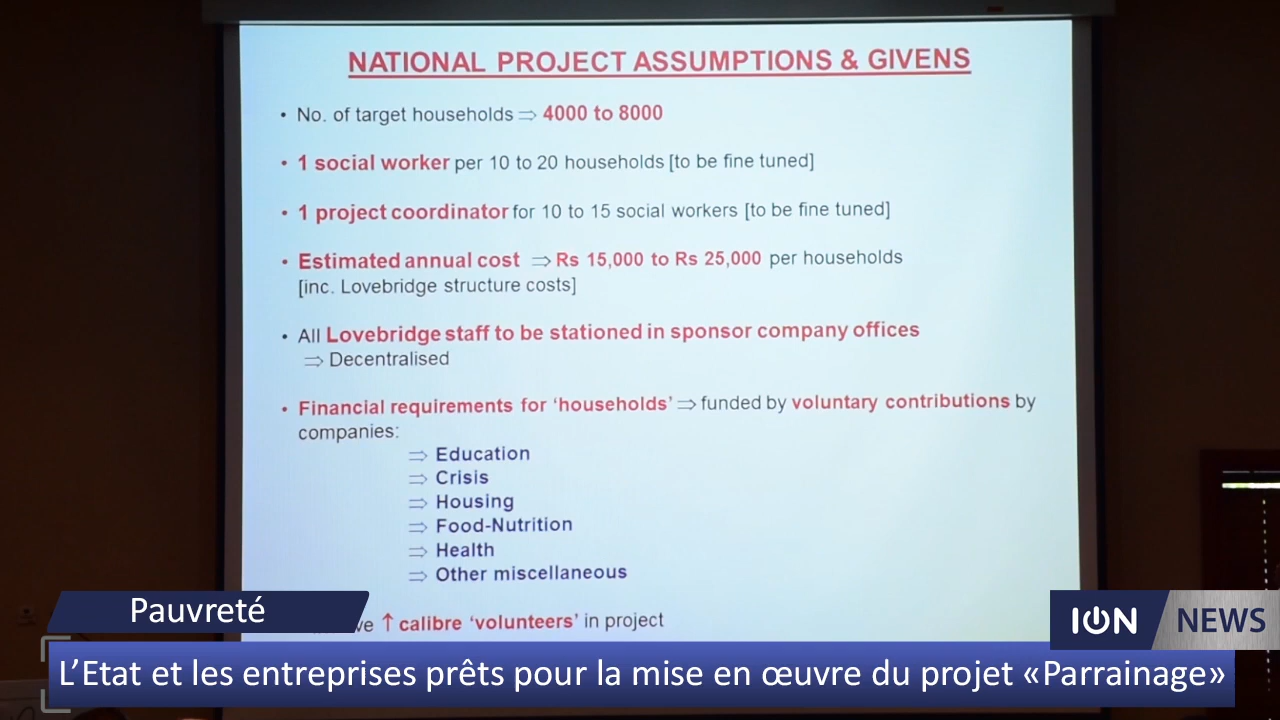 NATIONAL PROJECT ASSUMPTIONS & GIVENS
• No. of target households ⇒ 4000 to 8000
• 1 social worker per 10 to 20 households [to be fine tuned]
• 1 project coordinator for 10 to 15 social workers [to be fine tuned]
• Estimated annual cost ⇒ Rs 15,000 to Rs 25,000 per households
[inc. Lovebridge structure costs]
• All Lovebridge staff to be stationed in sponsor company offices
⇒ Decentralised
• Financial requirements for ‘households’ ⇒ funded by voluntary contributions by
companies:
⇒ Education
⇒ Crisis
⇒ Housing
⇒ Food-Nutrition
⇒ Health
⇒ Other miscellaneous
↑ calibre ‘volunteers’ in project
Pauvreté
ION NEWS
L’Etat et les entreprises prêts pour la mise en œuvre du projet «Parrainage»